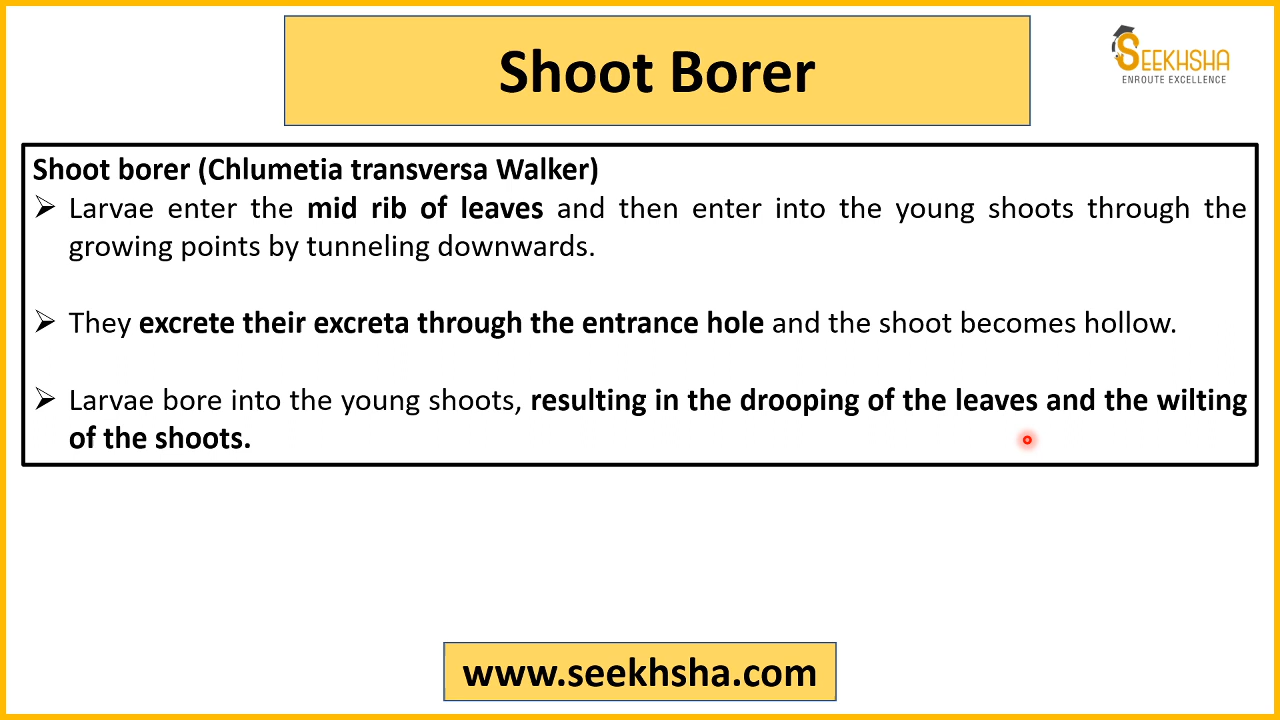 Shoot Borer
SEEKHSHA
ENROUTE EXCELLENCE
Shoot borer (Chlumetia transversa Walker)
➢ Larvae enter the mid rib of leaves and then enter into the young shoots through the
growing points by tunneling downwards.
➢ They excrete their excreta through the entrance hole and the shoot becomes hollow.
➢ Larvae bore into the young shoots, resulting in the drooping of the leaves and the wilting
of the shoots.
www.seekhsha.com